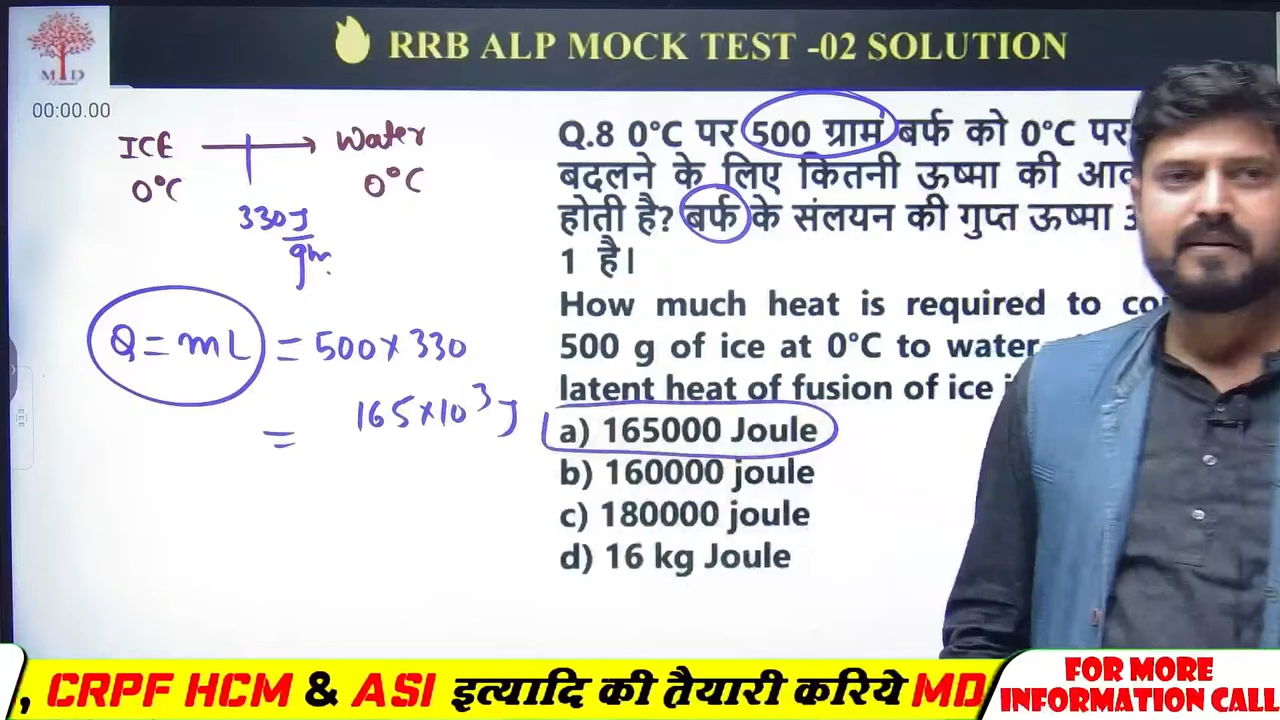 RRB ALP MOCK TEST -02 SOLUTION
M D
00:00.00
ICE → Water
0°C 0°C
330J
gm.
Q = mL = 500 × 330
= 165×10³ J
Q.8 0°C पर 500 ग्राम बर्फ को 0°C पर
बदलने के लिए कितनी ऊष्मा की
होती है? बर्फ के संलयन की गुप्त ऊष्मा
1 है।
How much heat is required to
500 g of ice at 0°C to water
latent heat of fusion of ice
a) 165000 Joule
b) 160000 joule
c) 180000 joule
d) 16 kg Joule
, CRPF HCM & ASI इत्यादि की तैयारी करिये MD
FOR MORE
INFORMATION CALL